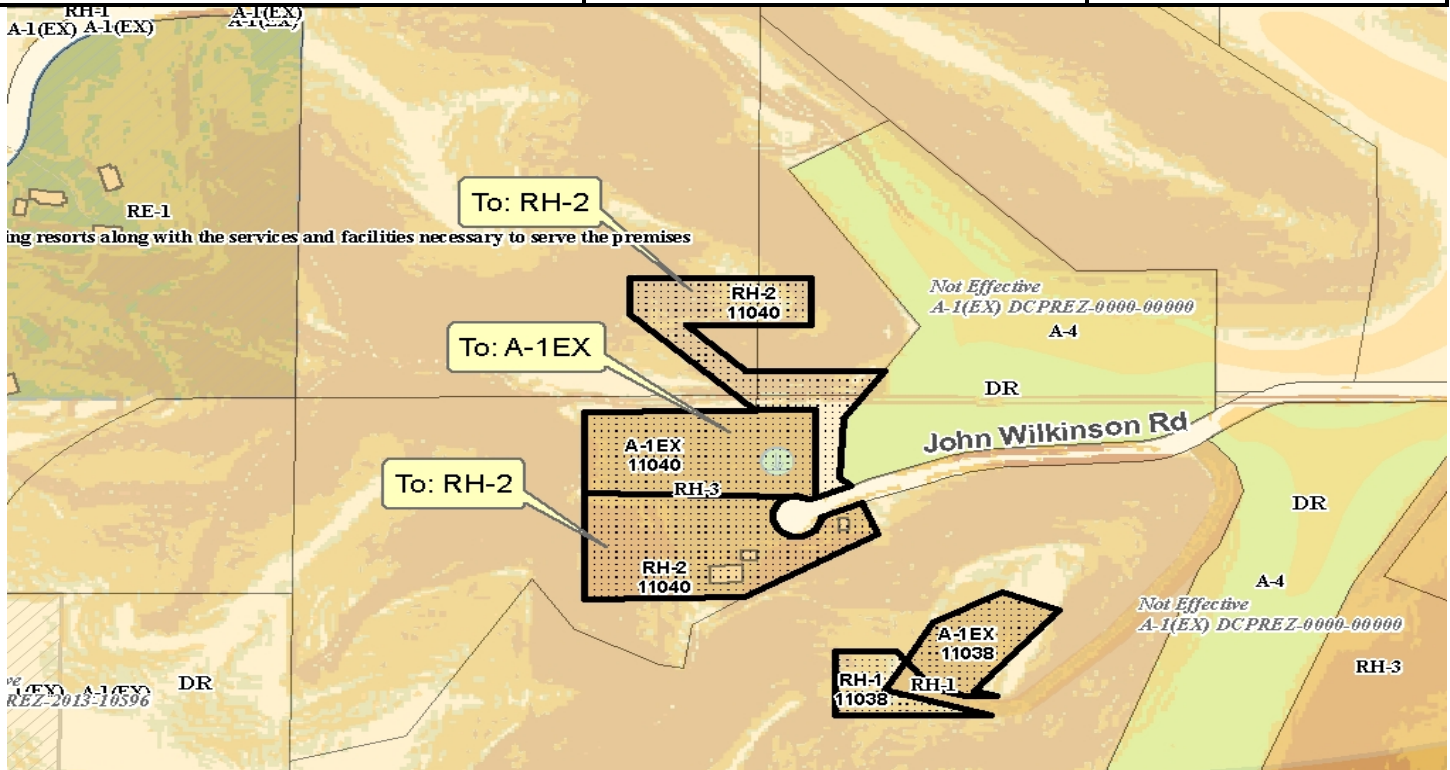 RH-1
A-1(EX)
A-1(EX)
A-1(EX)
A-1(EX)
RE-1
ing resorts along with the services and facilities necessary to serve the premises
To: RH-2
RH-2
11040
Not Effective
A-1(EX) DCPREZ-0000-00000
A-4
To: A-1EX
DR
John Wilkinson Rd
A-1EX
11040
RH-3
To: RH-2
DR
RH-2
11040
A-4
Not Effective
A-1(EX) DCPREZ-0000-00000
A-1EX
11038
RH-3
RH-1
11038
RH-1
DR
A-1(EX)
REZ-2013-10596